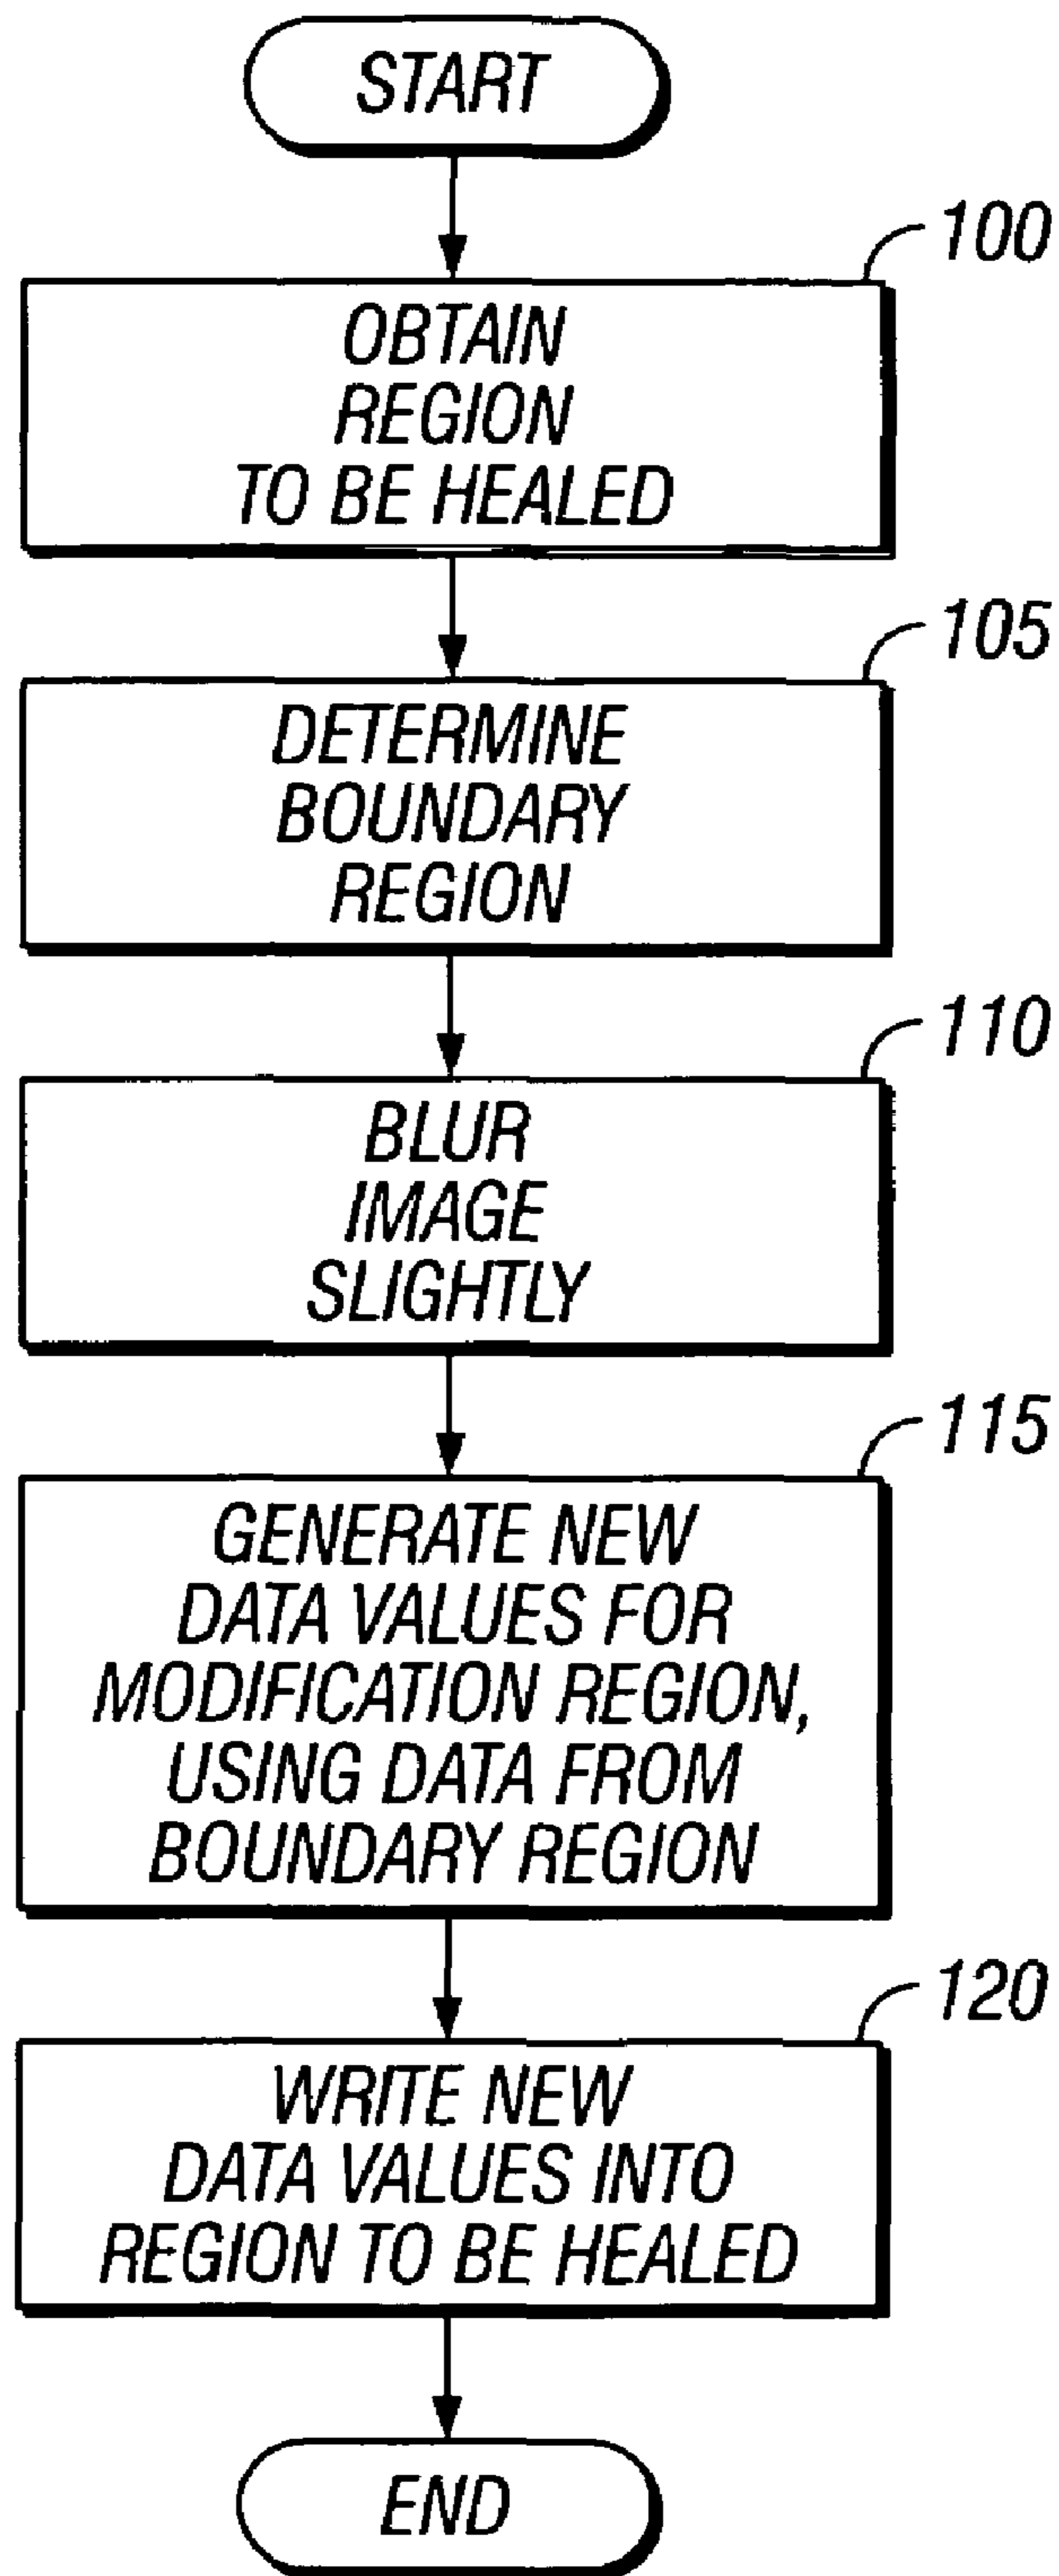 START
100
OBTAIN
REGION
TO BE HEALED
105
DETERMINE
BOUNDARY
REGION
110
BLUR
IMAGE
SLIGHTLY
115
GENERATE NEW
DATA VALUES FOR
MODIFICATION REGION,
USING DATA FROM
BOUNDARY REGION
120
WRITE NEW
DATA VALUES INTO
REGION TO BE HEALED
END